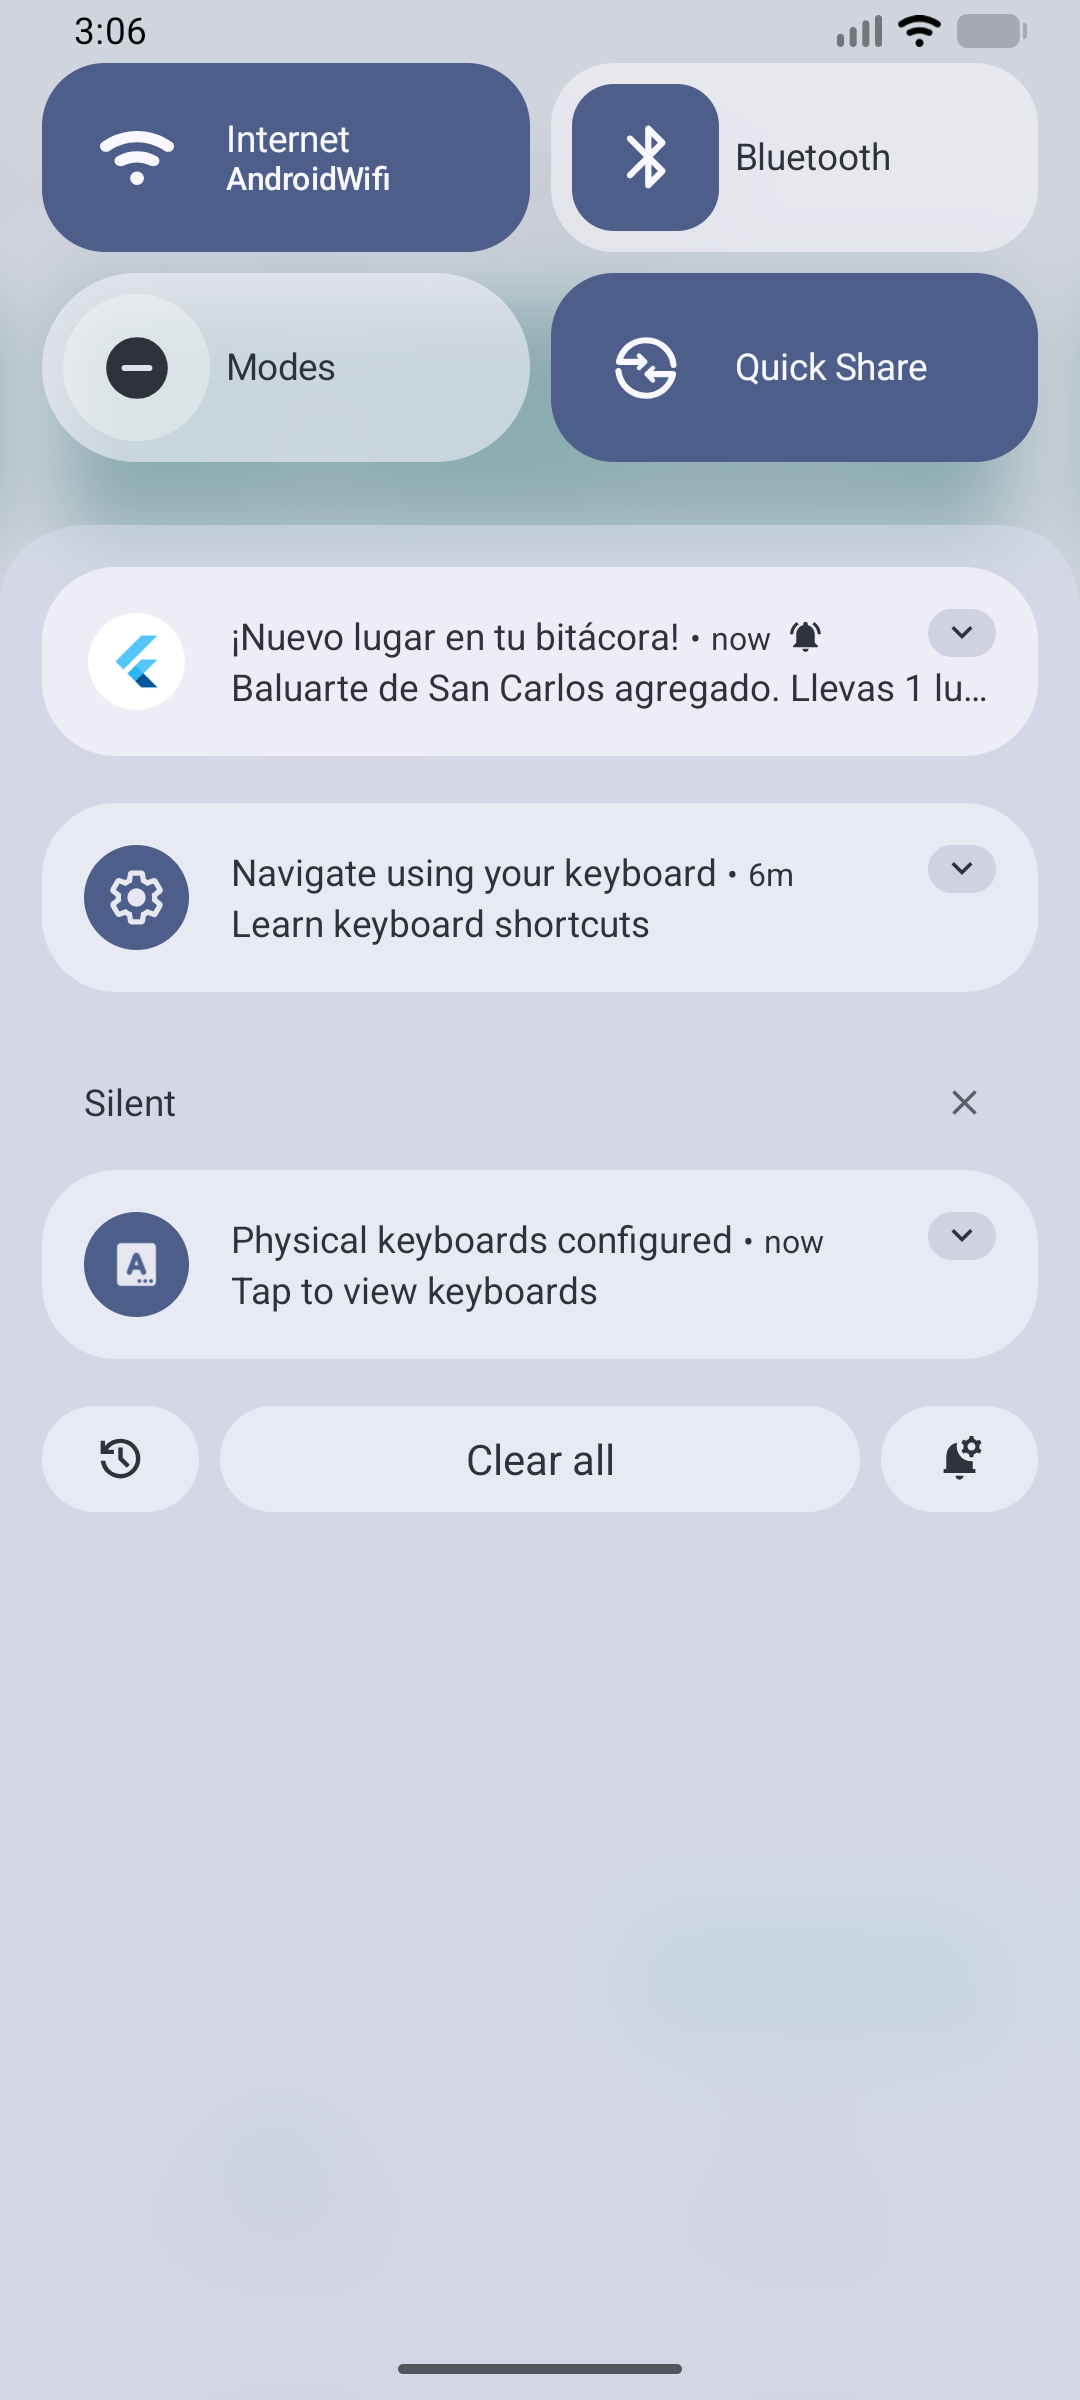 3:06
Internet
AndroidWifi
Bluetooth
Modes
Quick Share
¡Nuevo lugar en tu bitácora! • now
Baluarte de San Carlos agregado. Llevas 1 lu...
Navigate using your keyboard • 6m
Learn keyboard shortcuts
Silent
Physical keyboards configured • now
Tap to view keyboards
Clear all